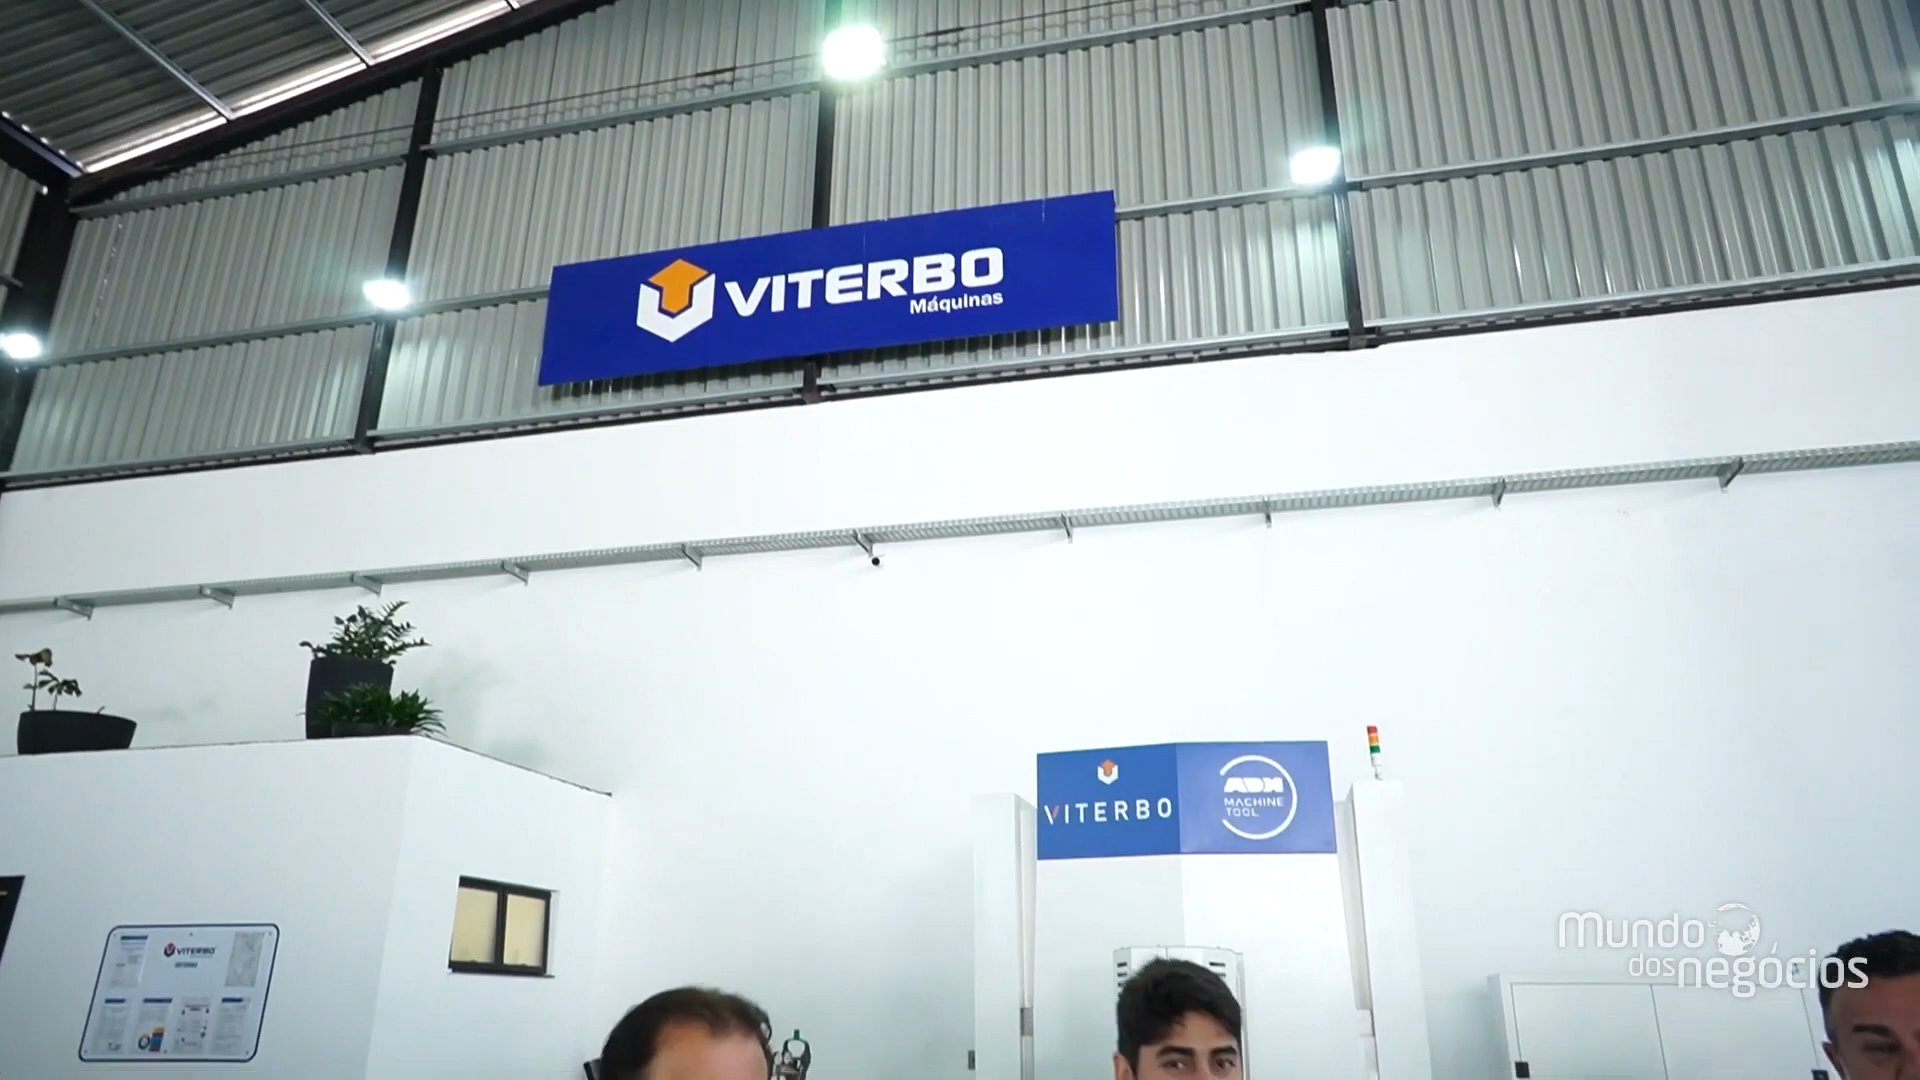 VITERBO
Máquinas
VITERBO
ADM
MACHINE
TOOL
VITERBO
Mundo
dos negócios